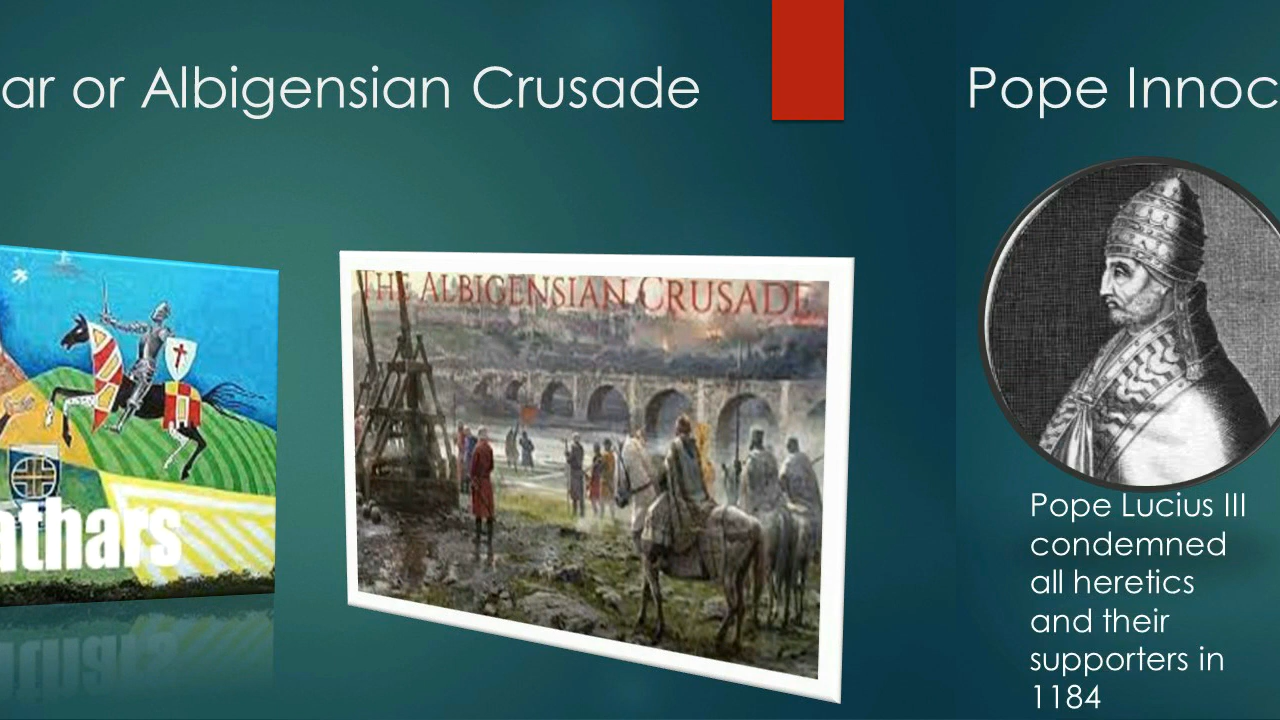 ar or Albigensian Crusade
Pope Innoc
THE ALBIGENSIAN CRUSADE
athars
Pope Lucius III
condemned
all heretics
and their
supporters in
1184